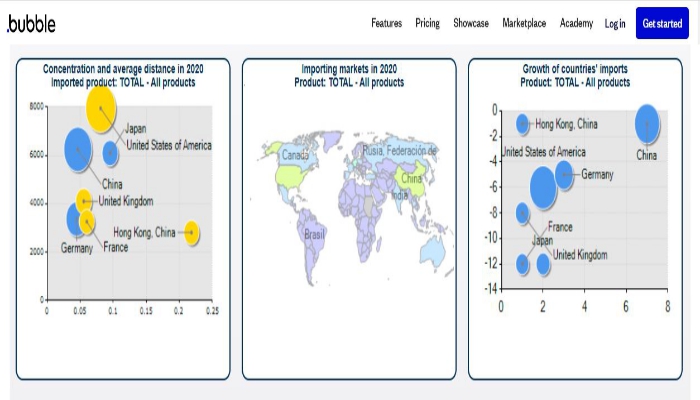 .bubble
Features Pricing Showcase Marketplace Academy Log in Get started
Concentration and average distance in 2020
Imported product: TOTAL - All products
8000
6000
4000
2000
0
0 0.05 0.1 0.15 0.2 0.25
Japan
United States of America
China
United Kingdom
Hong Kong, China
Germany
France
Importing markets in 2020
Product: TOTAL - All products
Canadá
Rusia, Federación de
China
India
Brasil
Growth of countries' imports
Product: TOTAL - All products
0
-2
-4
-6
-8
-10
-12
-14
0 2 4 6 8
Hong Kong, China
China
United States of America
Germany
France
Japan
United Kingdom